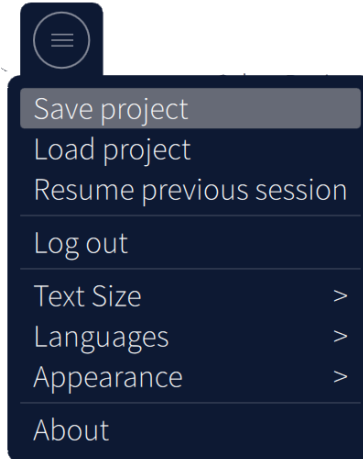 Save project
Load project
Resume previous session
Log out
Text Size >
Languages >
Appearance >
About